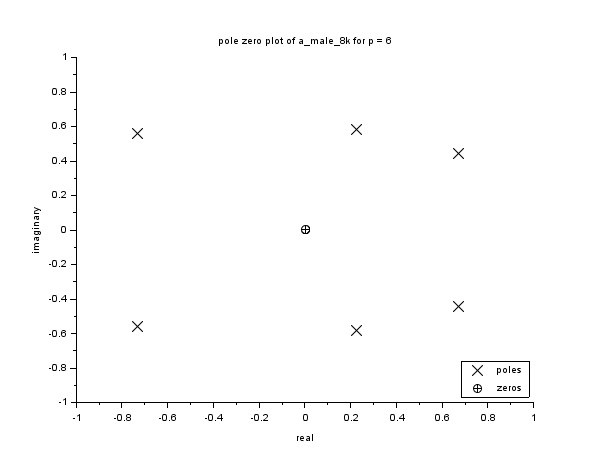 pole zero plot of a_male_8k for p = 6
1
0.8
0.6
0.4
0.2
0
-0.2
-0.4
-0.6
-0.8
-1
imaginary
-1 -0.8 -0.6 -0.4 -0.2 0 0.2 0.4 0.6 0.8 1
real
poles
zeros